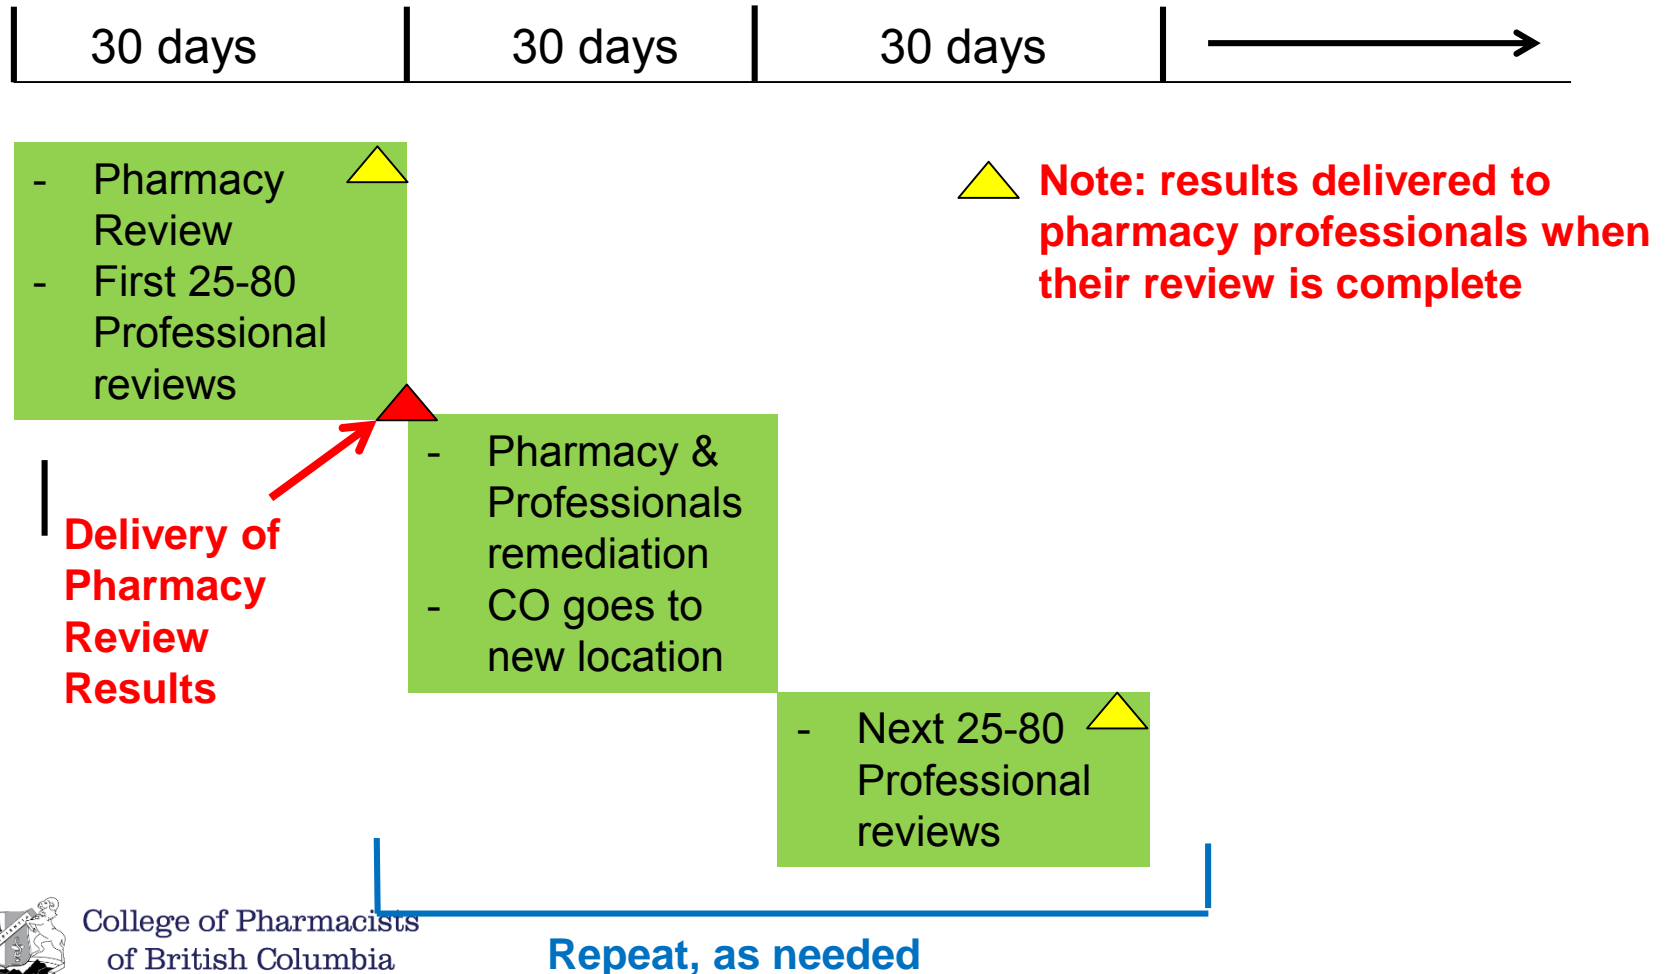 30 days
30 days
30 days
- Pharmacy
Review
- First 25-80
Professional
reviews
Note: results delivered to
pharmacy professionals when
their review is complete
Delivery of
Pharmacy
Review
Results
- Pharmacy &
Professionals
remediation
- CO goes to
new location
- Next 25-80
Professional
reviews
College of Pharmacists
of British Columbia
Repeat, as needed